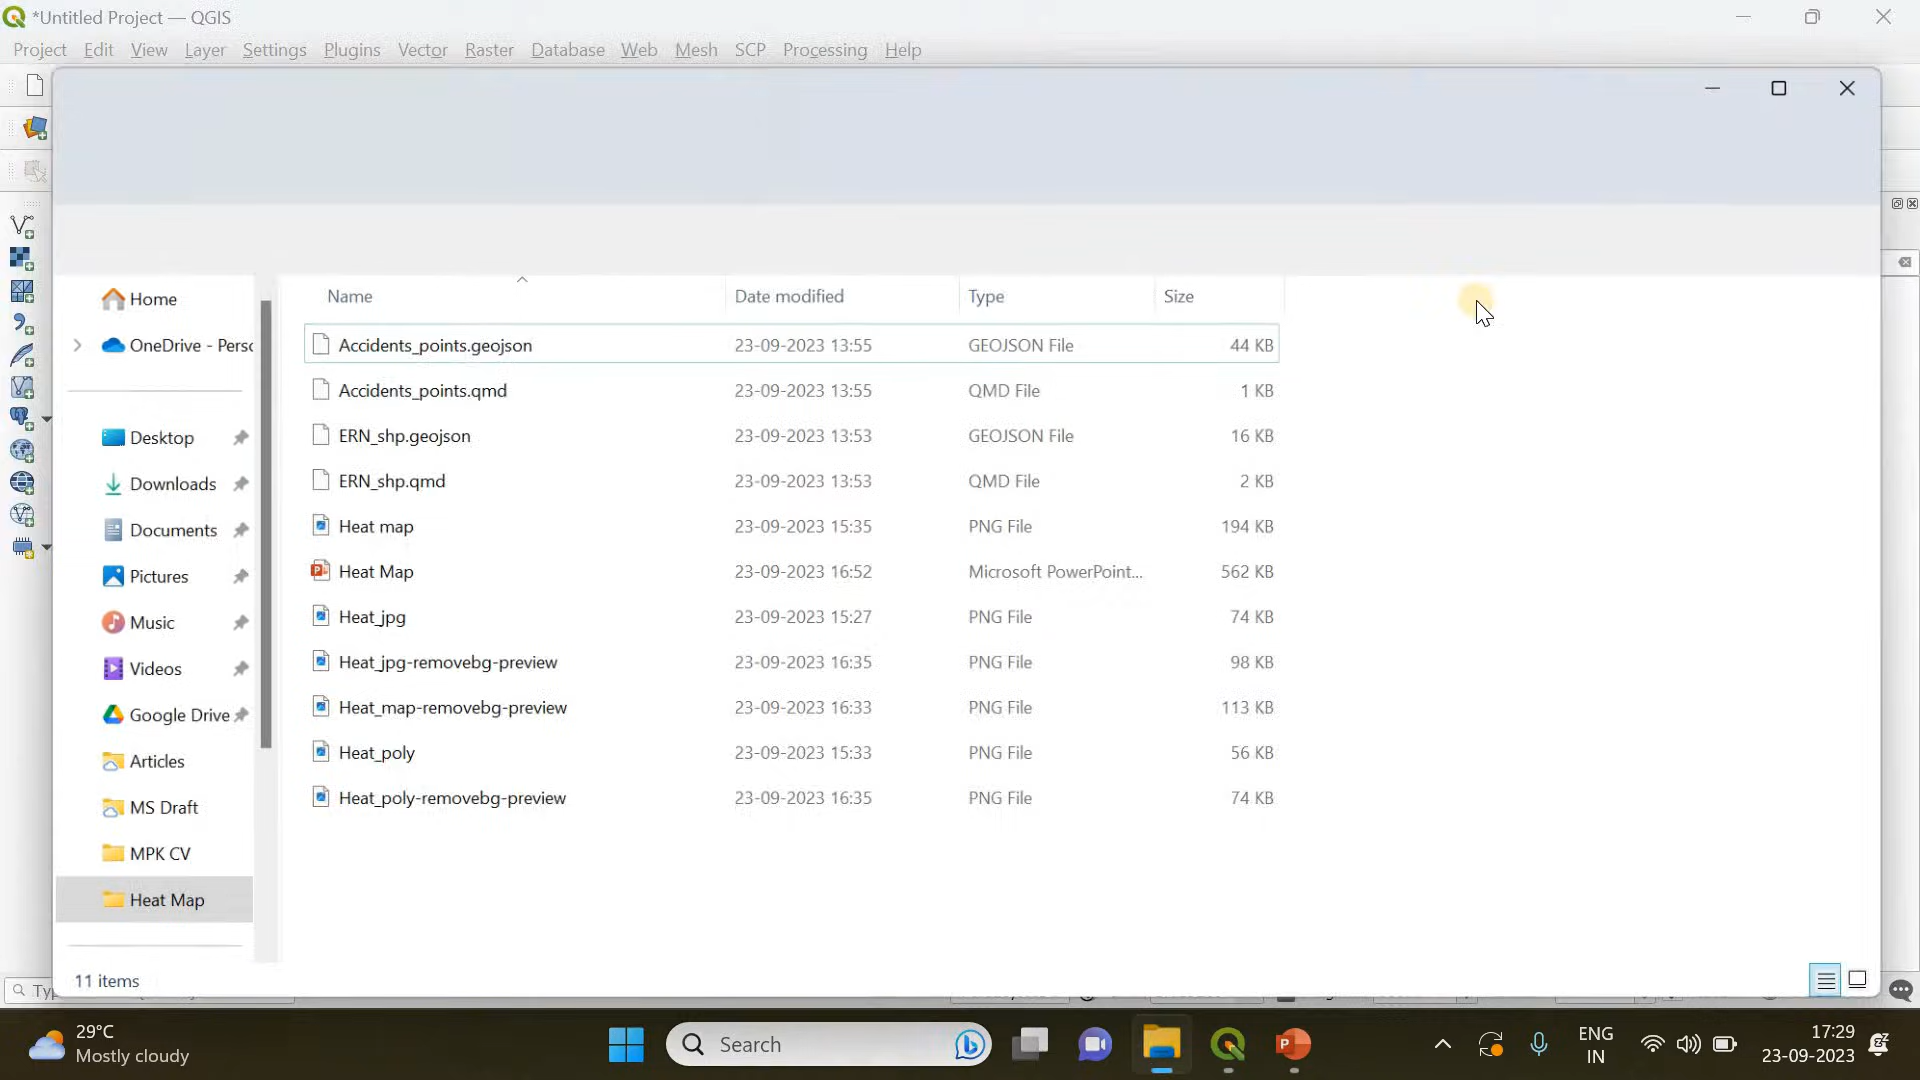 *Untitled Project — QGIS
Project Edit View Layer Settings Plugins Vector Raster Database Web Mesh SCP Processing Help
Name Date modified Type Size
Home
OneDrive - Perso
Desktop
Downloads
Documents
Pictures
Music
Videos
Google Drive
Articles
MS Draft
MPK CV
Heat Map
Accidents_points.geojson 23-09-2023 13:55 GEOJSON File 44 KB
Accidents_points.qmd 23-09-2023 13:55 QMD File 1 KB
ERN_shp.geojson 23-09-2023 13:53 GEOJSON File 16 KB
ERN_shp.qmd 23-09-2023 13:53 QMD File 2 KB
Heat map 23-09-2023 15:35 PNG File 194 KB
Heat Map 23-09-2023 16:52 Microsoft PowerPoint... 562 KB
Heat_jpg 23-09-2023 15:27 PNG File 74 KB
Heat_jpg-removebg-preview 23-09-2023 16:35 PNG File 98 KB
Heat_map-removebg-preview 23-09-2023 16:33 PNG File 113 KB
Heat_poly 23-09-2023 15:33 PNG File 56 KB
Heat_poly-removebg-preview 23-09-2023 16:35 PNG File 74 KB
11 items
29°C
Mostly cloudy
Search
ENG
IN
17:29
23-09-2023